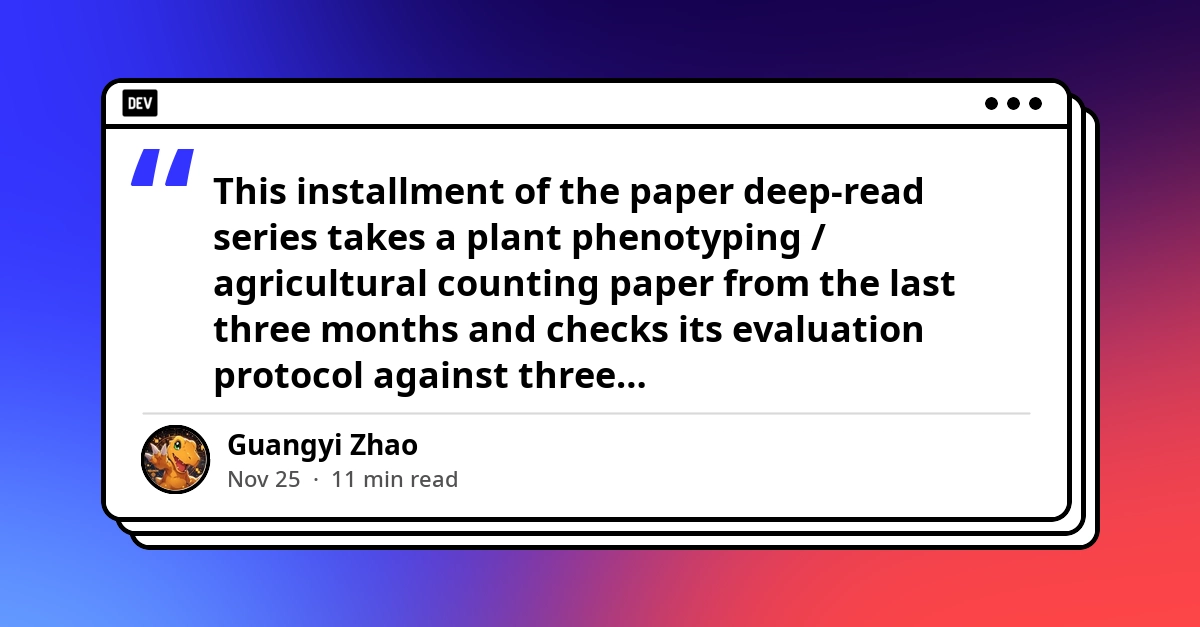 DEV
“
This installment of the paper deep-read
series takes a plant phenotyping /
agricultural counting paper from the last
three months and checks its evaluation
protocol against three...
Guangyi Zhao
Nov 25 · 11 min read